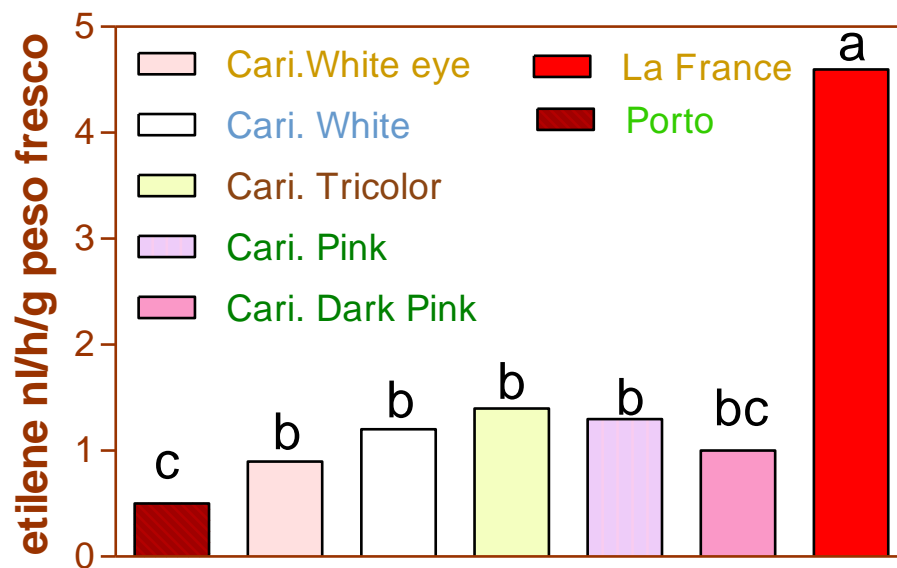 etilene nl/h/g peso fresco
5
4
3
2
1
0
Cari.White eye
Cari. White
Cari. Tricolor
Cari. Pink
Cari. Dark Pink
La France
Porto
c
b
b
b
b
bc
a